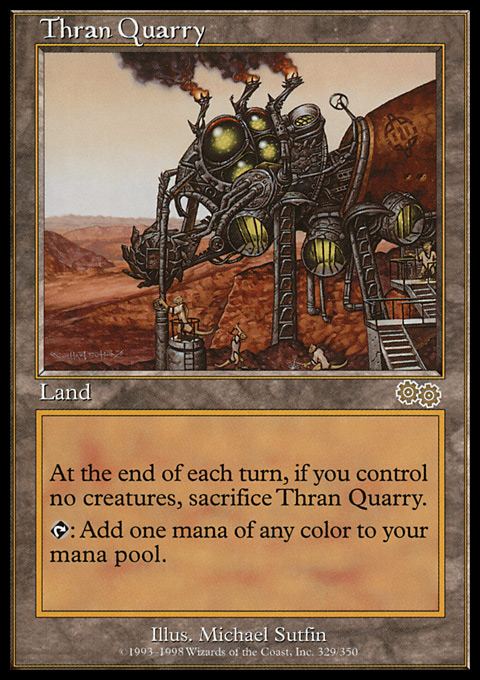 Thran Quarry
Land
At the end of each turn, if you control
no creatures, sacrifice Thran Quarry.
: Add one mana of any color to your
mana pool.
Illus. Michael Sutfin
©1993–1998 Wizards of the Coast, Inc. 329/350